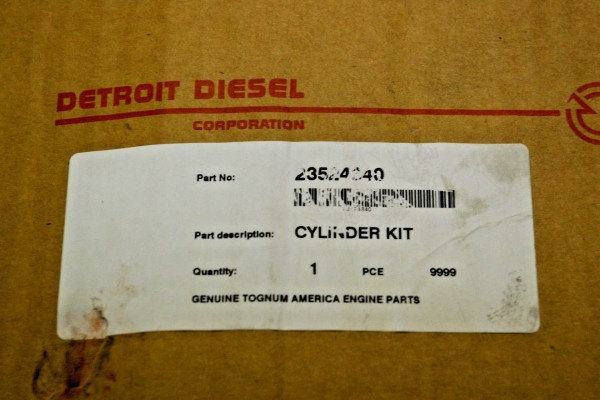 DETROIT DIESEL
CORPORATION
Part No:
Part description: CYLINDER KIT
Quantity: 1 PCE 9999
GENUINE TOGNUM AMERICA ENGINE PARTS